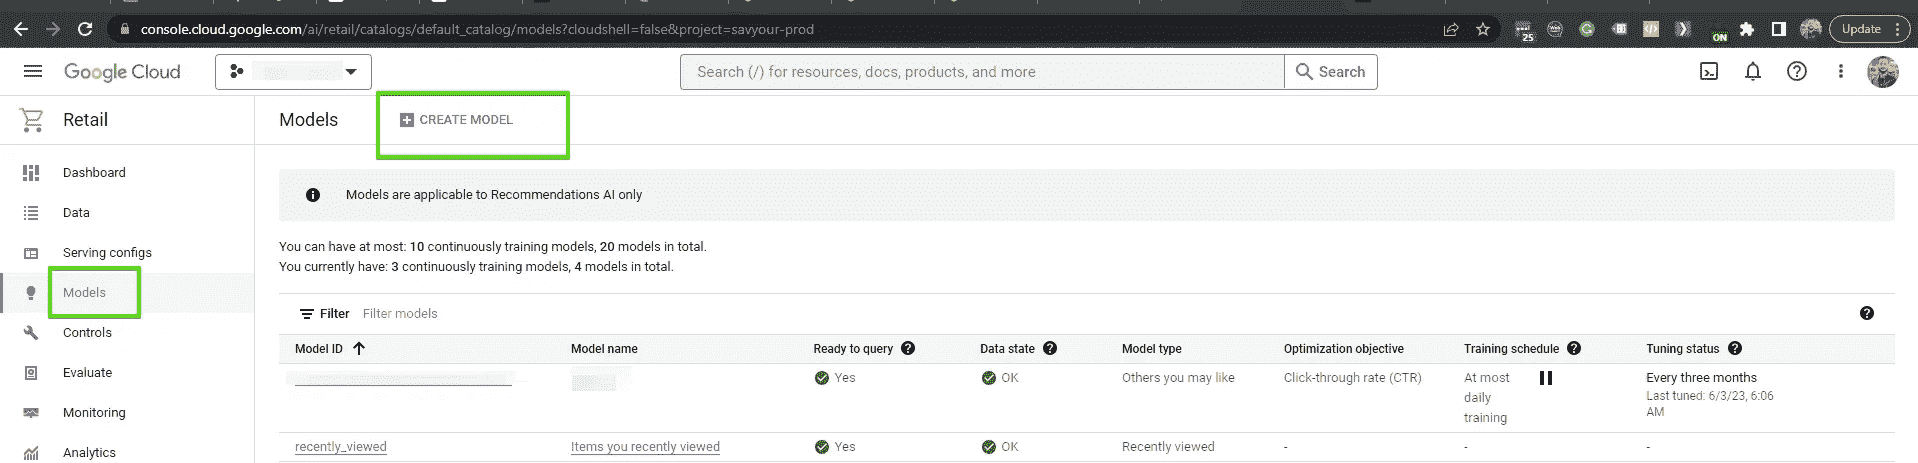 console.cloud.google.com/ai/retail/catalogs/default_catalog/models?cloudshell=false&project=savyour-prod
25
ON
Update
Google Cloud
Search (/) for resources, docs, products, and more
Search
Retail
Models
CREATE MODEL
Dashboard
Data
Serving configs
Models
Controls
Evaluate
Monitoring
Analytics
Models are applicable to Recommendations AI only
You can have at most: 10 continuously training models, 20 models in total.
You currently have: 3 continuously training models, 4 models in total.
Filter Filter models
Model ID Model name Ready to query Data state Model type Optimization objective Training schedule Tuning status
Yes OK Others you may like Click-through rate (CTR) At most Every three months
daily Last tuned: 6/3/23, 6:06
training AM
recently_viewed Items you recently viewed Yes OK Recently viewed - - -